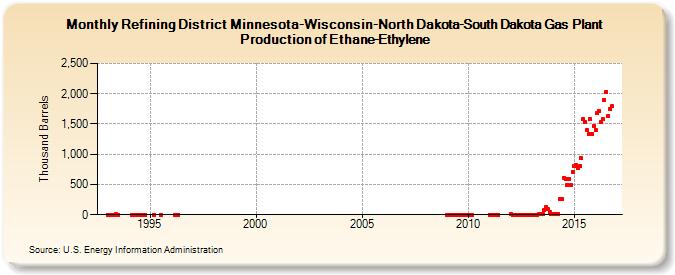 Monthly Refining District Minnesota-Wisconsin-North Dakota-South Dakota Gas Plant
Production of Ethane-Ethylene
Thousand Barrels
2,500
2,000
1,500
1,000
500
0
1995
2000
2005
2010
2015
Source: U.S. Energy Information Administration